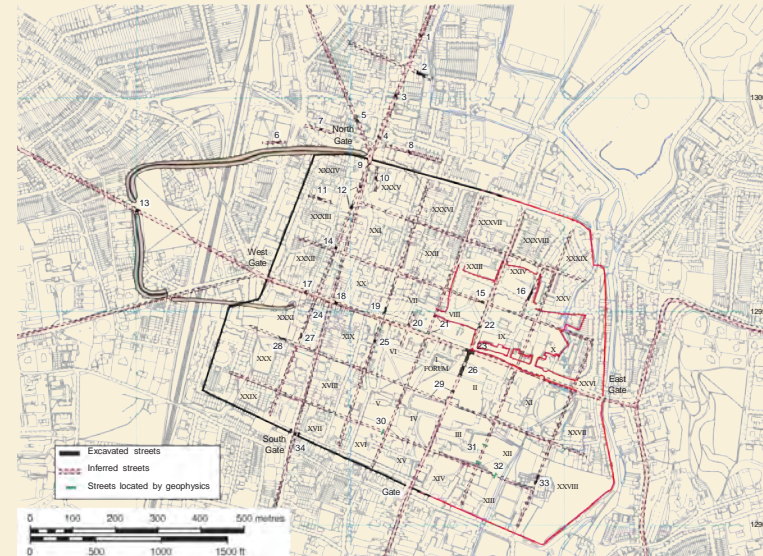 1
2
3
1300
5
7
North
Gate
4
6
8
9
XXXIV
10
XXXV
11
12
13
XXXIII
XXXVI
XXXVII
XXI
XXXVIII
14
XXXII
XXII
XXXIX
West
Gate
XXIII
XXIV
XX
17
15
16
XXV
18
VII
19
VIII
XXXI
24
20
21
22
IX
1295
XIX
28
27
25
VI
23
X
XXX
I
FORUM
26
XXVI
East
Gate
XVIII
29
II
XXIX
V
XI
XVII
30
IV
South
Gate
34
XVI
III
XXVII
31
XII
XV
32
33
Gate
XIV
XIII
XXVIII
Excavated streets
Inferred streets
Streets located by geophysics
0 100 200 300 400 500 metres
0 500 1000 1500 ft